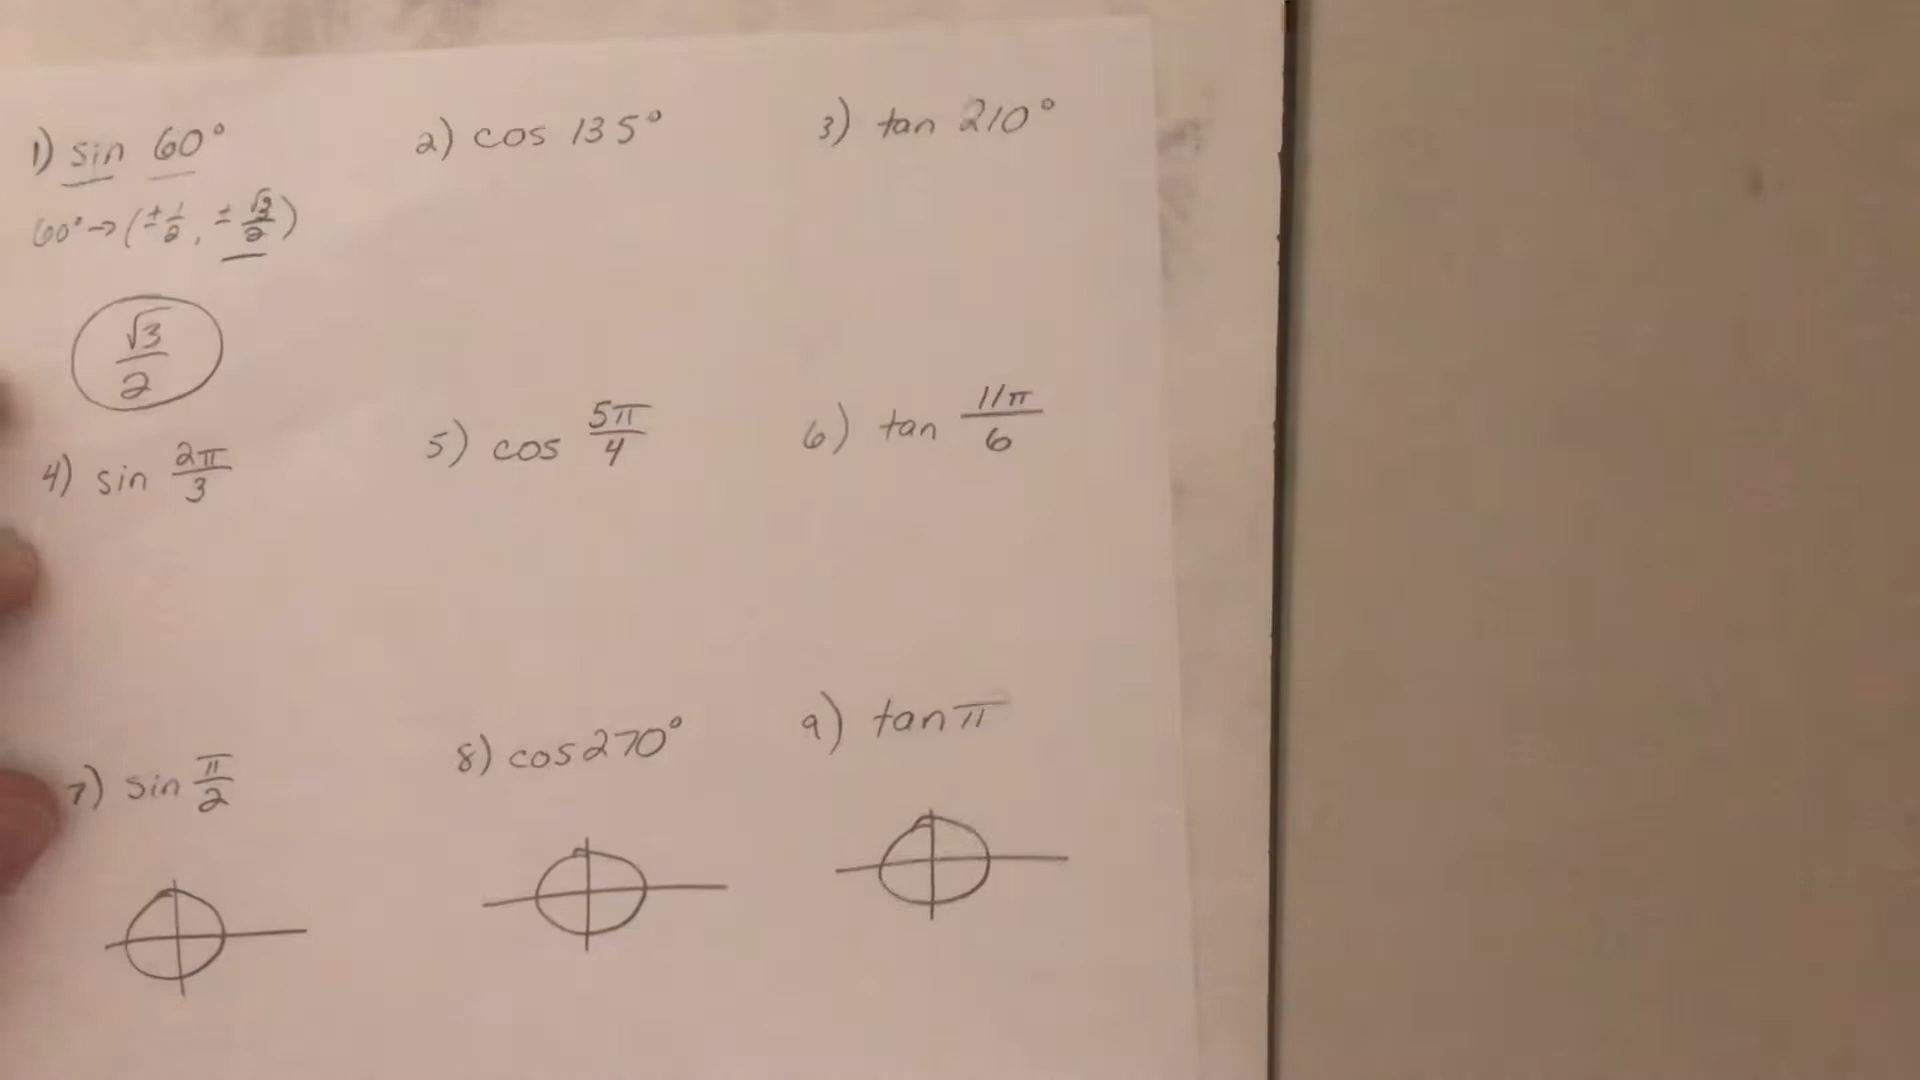 1) sin 60°
60° → (± 1/2, ± √3/2)
√3/2
2) cos 135°
3) tan 210°
4) sin 2π/3
5) cos 5π/4
6) tan 11π/6
7) sin π/2
8) cos 270°
9) tan π